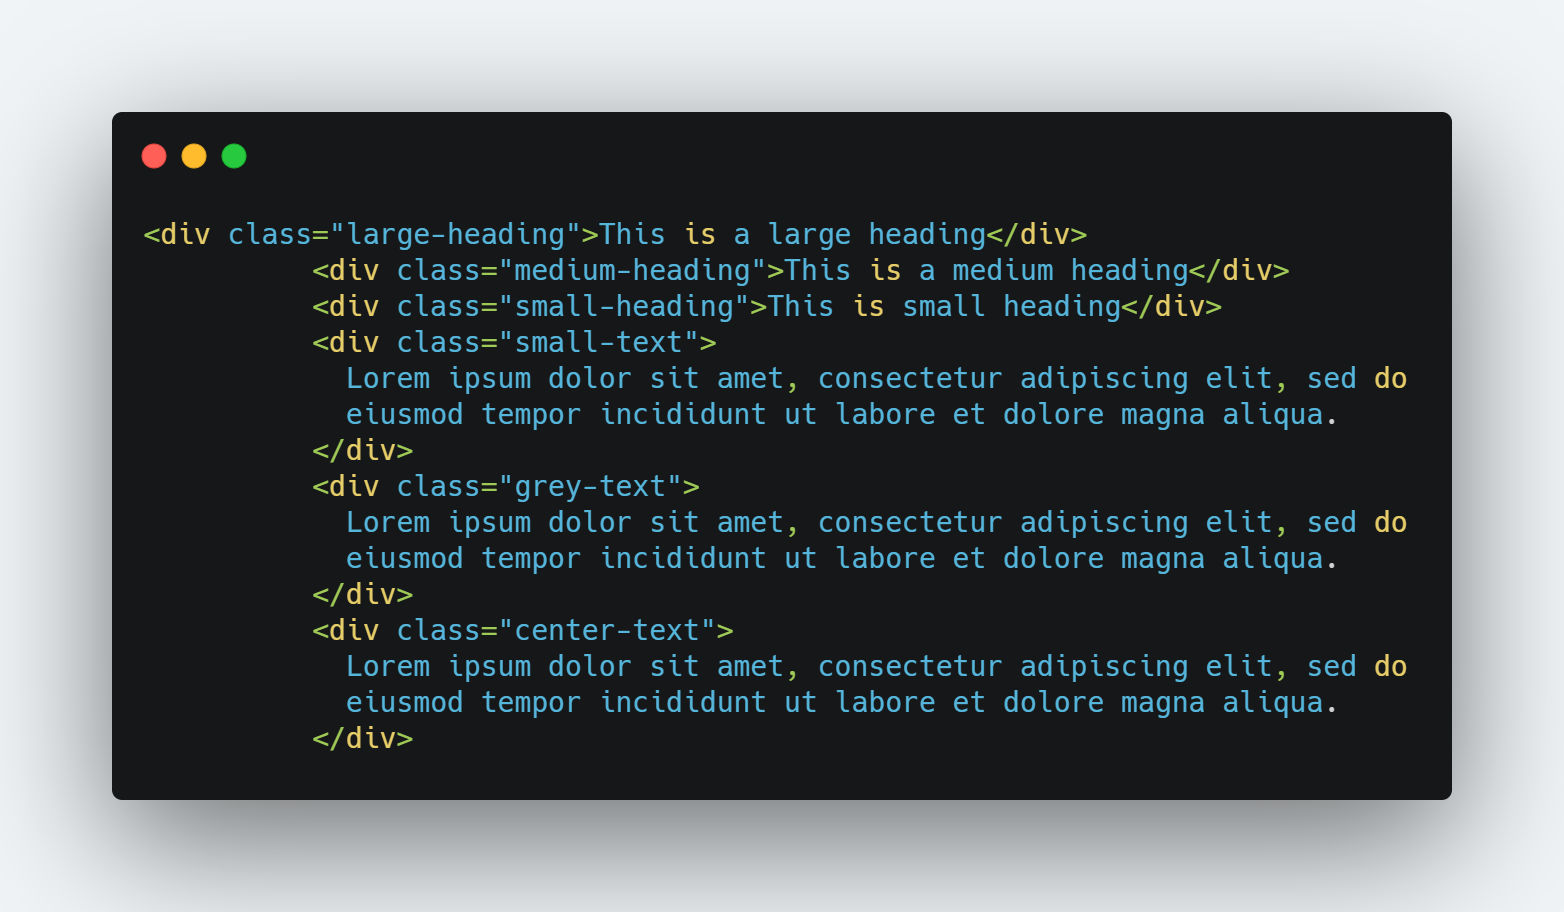 <div class="large-heading">This is a large heading</div>
<div class="medium-heading">This is a medium heading</div>
<div class="small-heading">This is small heading</div>
<div class="small-text">
Lorem ipsum dolor sit amet, consectetur adipiscing elit, sed do
eiusmod tempor incididunt ut labore et dolore magna aliqua.
</div>
<div class="grey-text">
Lorem ipsum dolor sit amet, consectetur adipiscing elit, sed do
eiusmod tempor incididunt ut labore et dolore magna aliqua.
</div>
<div class="center-text">
Lorem ipsum dolor sit amet, consectetur adipiscing elit, sed do
eiusmod tempor incididunt ut labore et dolore magna aliqua.
</div>